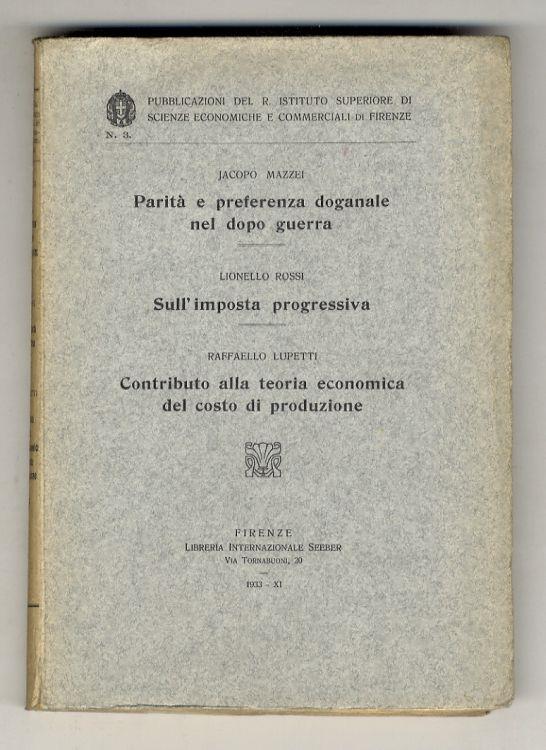 PUBBLICAZIONI DEL R. ISTITUTO SUPERIORE DI
SCIENZE ECONOMICHE E COMMERCIALI DI FIRENZE
N. 3.
JACOPO MAZZEI
Parità e preferenza doganale
nel dopo guerra
LIONELLO ROSSI
Sull'imposta progressiva
RAFFAELLO LUPETTI
Contributo alla teoria economica
del costo di produzione
FIRENZE
LIBRERIA INTERNAZIONALE SEEBER
VIA TORNABUONI, 20
1933 - XI